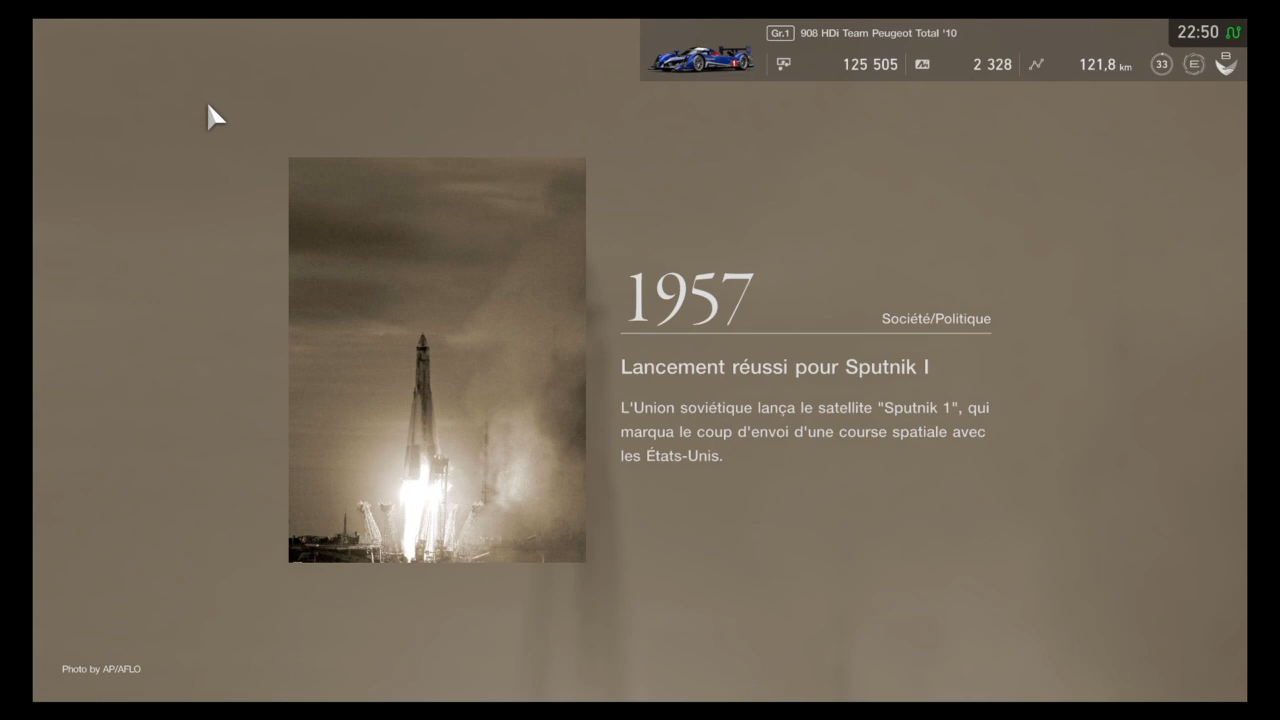 Gr.1 908 HDi Team Peugeot Total '10
22:50
125 505
2 328
121,8 km
33
E
B
1957
Société/Politique
Lancement réussi pour Sputnik I
L'Union soviétique lança le satellite "Sputnik 1", qui
marqua le coup d'envoi d'une course spatiale avec
les États-Unis.
Photo by AP/AFLO